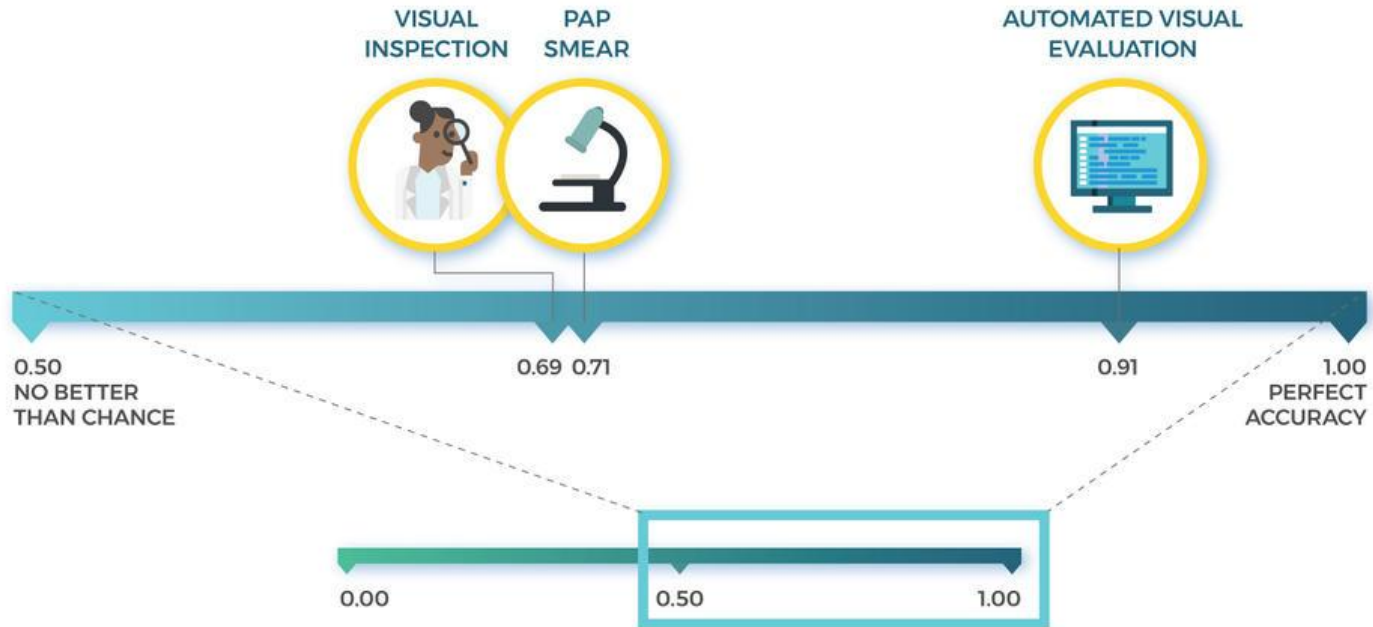 VISUAL
INSPECTION
PAP
SMEAR
AUTOMATED VISUAL
EVALUATION
0.50
NO BETTER
THAN CHANCE
0.69
0.71
0.91
1.00
PERFECT
ACCURACY
0.00
0.50
1.00